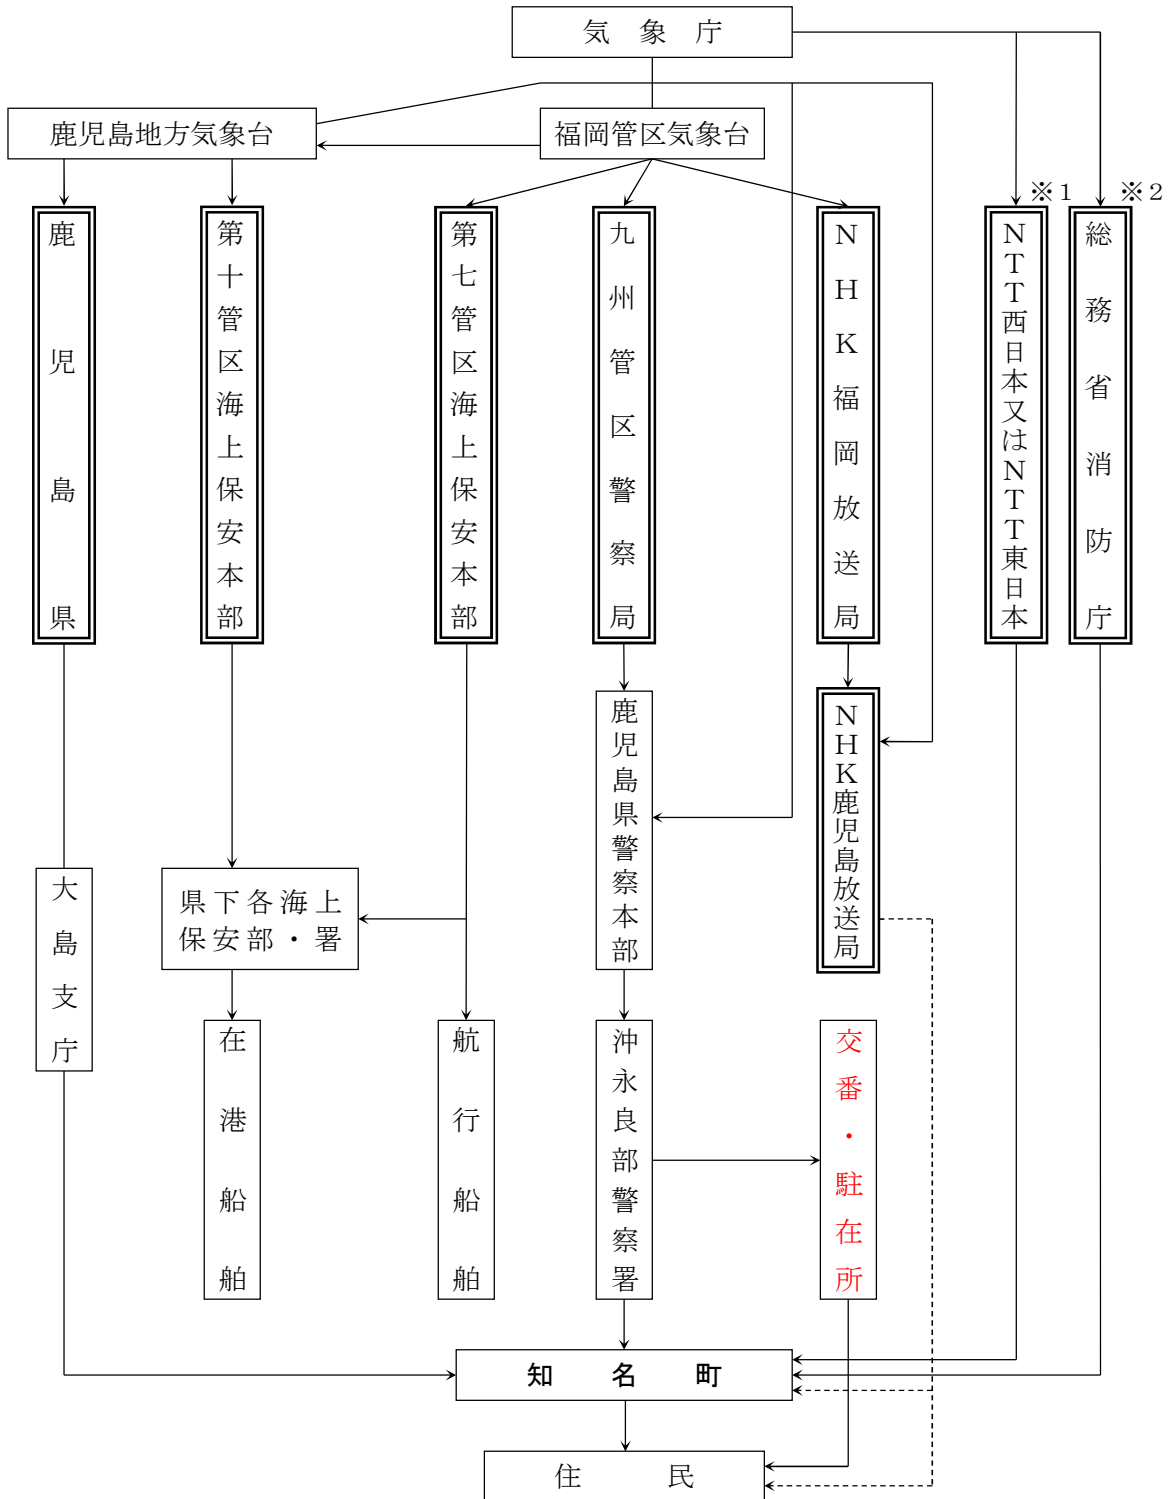 気象庁
鹿児島地方気象台
福岡管区気象台
※1
※2
鹿児島県
第十管区海上保安本部
第七管区海上保安本部
九州管区警察局
NHK福岡放送局
NTT西日本又はNTT東日本
総務省消防庁
鹿児島県警察本部
NHK鹿児島放送局
大島支庁
県下各海上
保安部・署
在港船舶
航行船舶
沖永良部警察署
交番・駐在所
知名町
住民